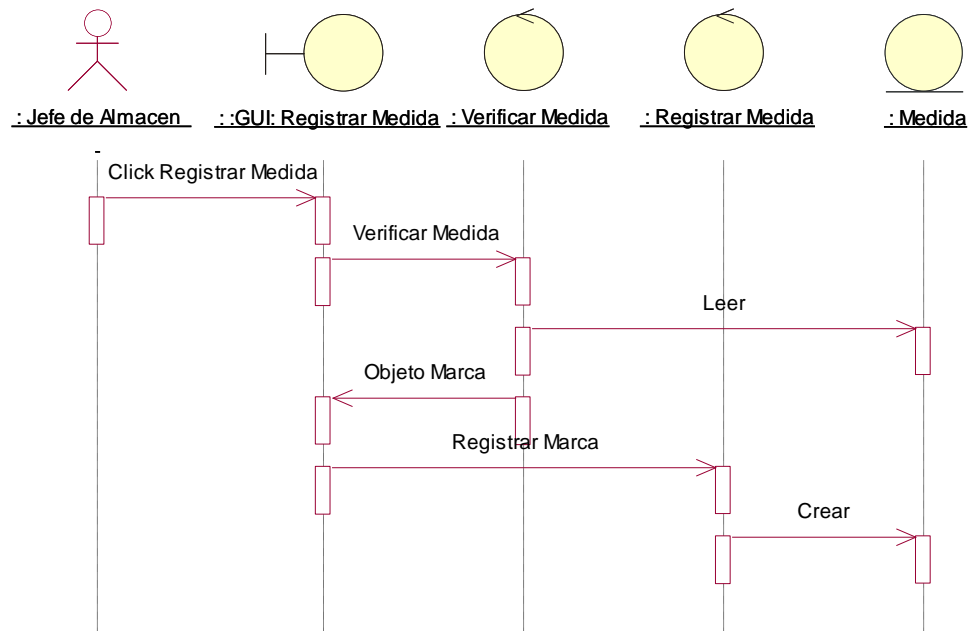 : Jefe de Almacen
: :GUI: Registrar Medida
: Verificar Medida
: Registrar Medida
: Medida
-
Click Registrar Medida
Verificar Medida
Leer
Objeto Marca
Registrar Marca
Crear